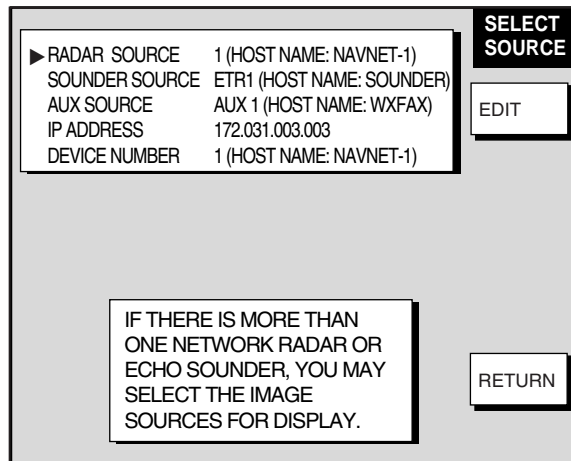 SELECT
SOURCE
▶RADAR SOURCE 1 (HOST NAME: NAVNET-1)
SOUNDER SOURCE ETR1 (HOST NAME: SOUNDER)
AUX SOURCE AUX 1 (HOST NAME: WXFAX)
IP ADDRESS 172.031.003.003
DEVICE NUMBER 1 (HOST NAME: NAVNET-1)
EDIT
IF THERE IS MORE THAN
ONE NETWORK RADAR OR
ECHO SOUNDER, YOU MAY
SELECT THE IMAGE
SOURCES FOR DISPLAY.
RETURN